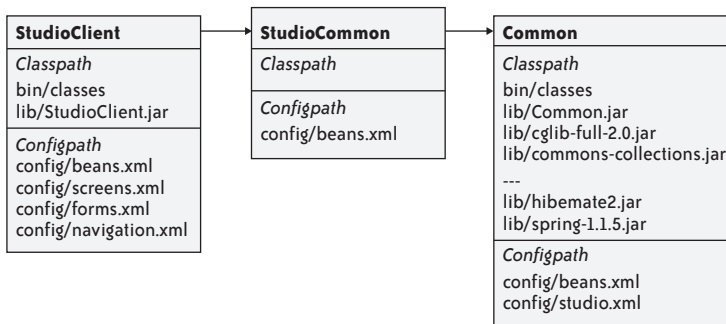 StudioClient
Classpath
bin/classes
lib/StudioClient.jar
Configpath
config/beans.xml
config/screens.xml
config/forms.xml
config/navigation.xml
StudioCommon
Classpath
Configpath
config/beans.xml
Common
Classpath
bin/classes
lib/Common.jar
lib/cglib-full-2.0.jar
lib/commons-collections.jar
---
lib/hibemate2.jar
lib/spring-1.1.5.jar
Configpath
config/beans.xml
config/studio.xml